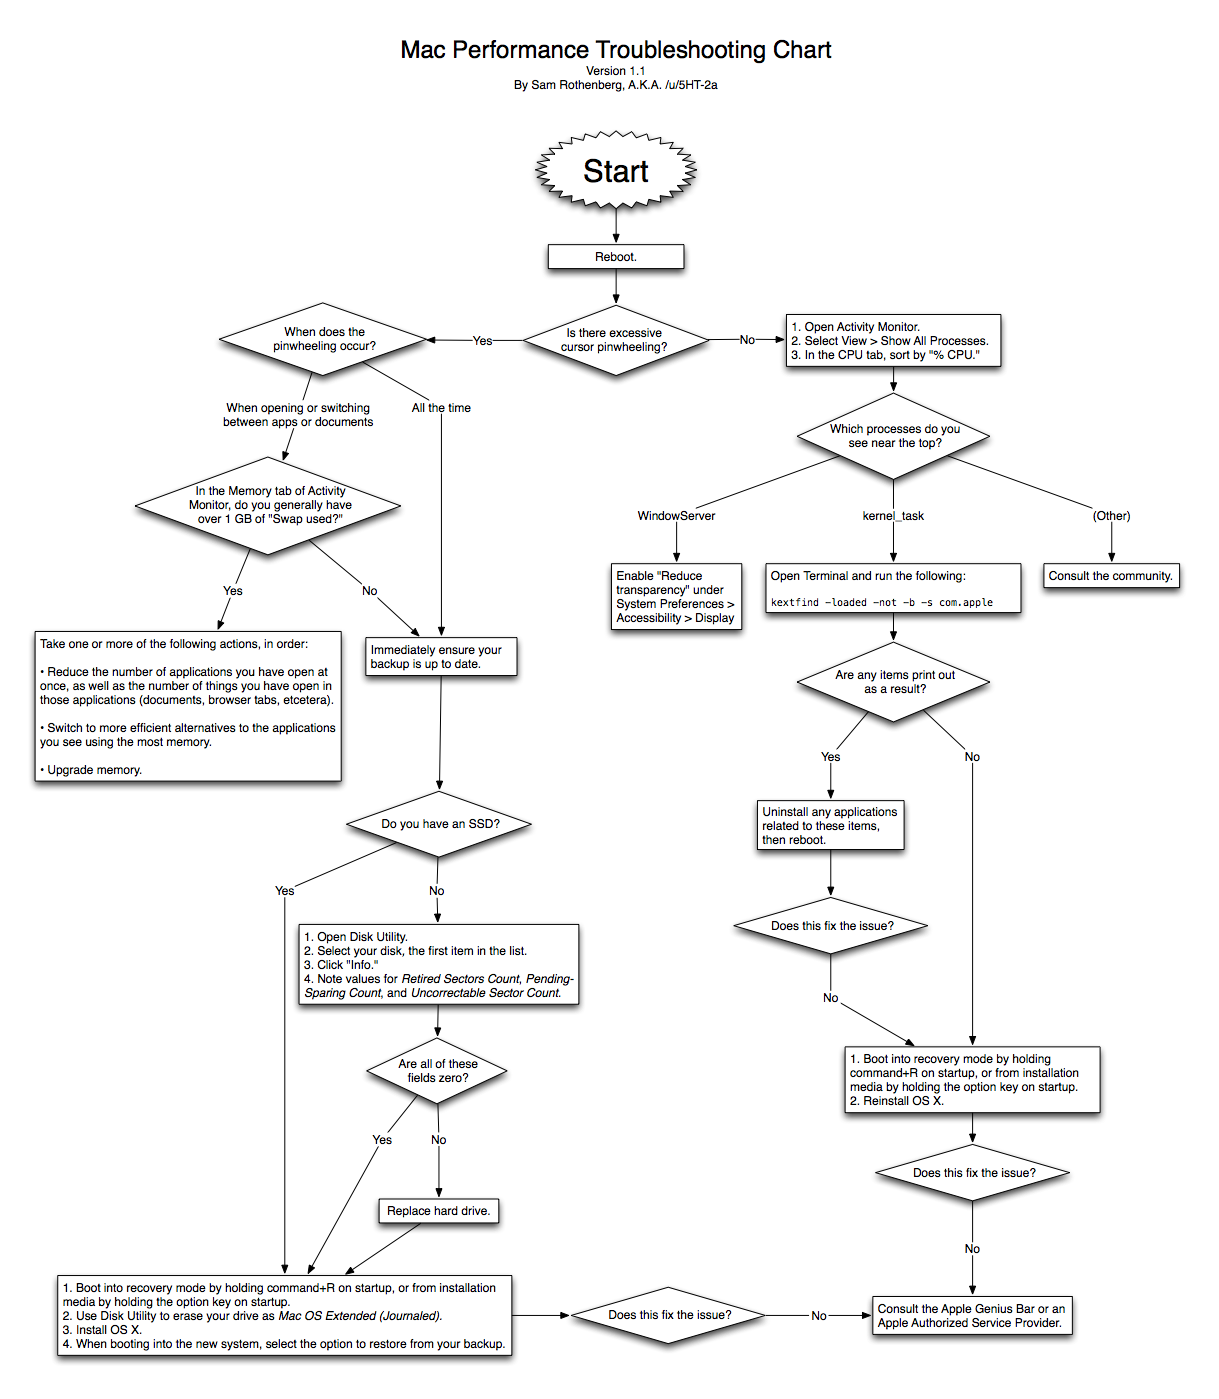 Mac Performance Troubleshooting Chart
Version 1.1
By Sam Rothenberg, A.K.A. /u/5HT-2a
Start
Reboot.
Is there excessive
cursor pinwheeling?
Yes
No
When does the
pinwheeling occur?
1. Open Activity Monitor.
2. Select View > Show All Processes.
3. In the CPU tab, sort by "% CPU."
When opening or switching
between apps or documents
All the time
Which processes do you
see near the top?
In the Memory tab of Activity
Monitor, do you generally have
over 1 GB of "Swap used?"
WindowServer
kernel_task
(Other)
Yes
No
Enable "Reduce
transparency" under
System Preferences >
Accessibility > Display
Open Terminal and run the following:
kextfind -loaded -not -b -s com.apple
Consult the community.
Take one or more of the following actions, in order:
• Reduce the number of applications you have open at
once, as well as the number of things you have open in
those applications (documents, browser tabs, etcetera).
• Switch to more efficient alternatives to the applications
you see using the most memory.
• Upgrade memory.
Immediately ensure your
backup is up to date.
Are any items print out
as a result?
Yes
No
Do you have an SSD?
Uninstall any applications
related to these items,
then reboot.
Yes
No
1. Open Disk Utility.
2. Select your disk, the first item in the list.
3. Click "Info."
4. Note values for Retired Sectors Count, Pending-
Sparing Count, and Uncorrectable Sector Count.
Does this fix the issue?
No
Are all of these
fields zero?
1. Boot into recovery mode by holding
command+R on startup, or from installation
media by holding the option key on startup.
2. Reinstall OS X.
Yes
No
Does this fix the issue?
Replace hard drive.
No
1. Boot into recovery mode by holding command+R on startup, or from installation
media by holding the option key on startup.
2. Use Disk Utility to erase your drive as Mac OS Extended (Journaled).
3. Install OS X.
4. When booting into the new system, select the option to restore from your backup.
Does this fix the issue?
No
Consult the Apple Genius Bar or an
Apple Authorized Service Provider.